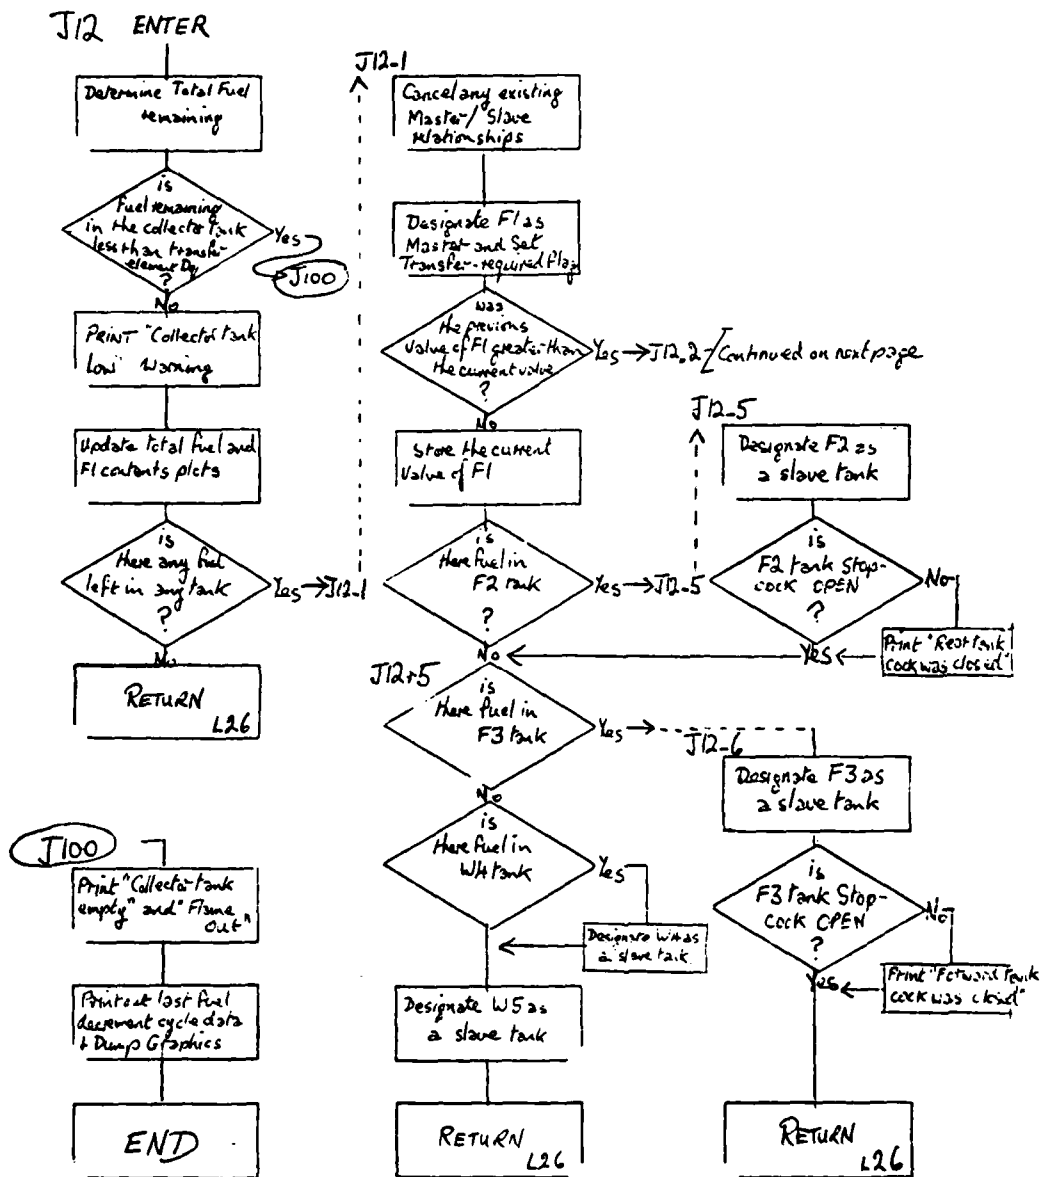 J12 ENTER
Determine Total Fuel
remaining
is
Fuel remaining
in the collector tank
less than transfer
element Dq
?
Yes
J100
No
PRINT "Collector tank
low" Warning
Update total fuel and
F1 contents plots
is
there any fuel
left in any tank
?
Yes → J12-1
No
RETURN
L26
J100
Print "Collector tank
empty" and "Flame
Out"
Printout last fuel
decrement cycle data
& Dump Graphics
END
J12-1
Cancel any existing
Master/Slave
relationships
Designate F1 as
Master and Set
Transfer-required flag
was
the previous
value of F1 greater than
the current value
?
Yes → J12.2 - [Continued on next page
No
Store the current
value of F1
is
there fuel in
F2 tank
?
Yes → J12-5
No
J12+5
is
there fuel in
F3 tank
Yes →
J12-6
No
is
there fuel in
W4 tank
Yes
Designate W4 as
a slave tank
Designate W5 as
a slave tank
RETURN
L26
J12-5
Designate F2 as
a slave tank
is
F2 tank Stop-
cock OPEN
?
No
Print "Rear tank
cock was closed"
Yes
Designate F3 as
a slave tank
is
F3 tank Stop-
cock OPEN
?
No
Print "Forward tank
cock was closed"
Yes
RETURN
L26